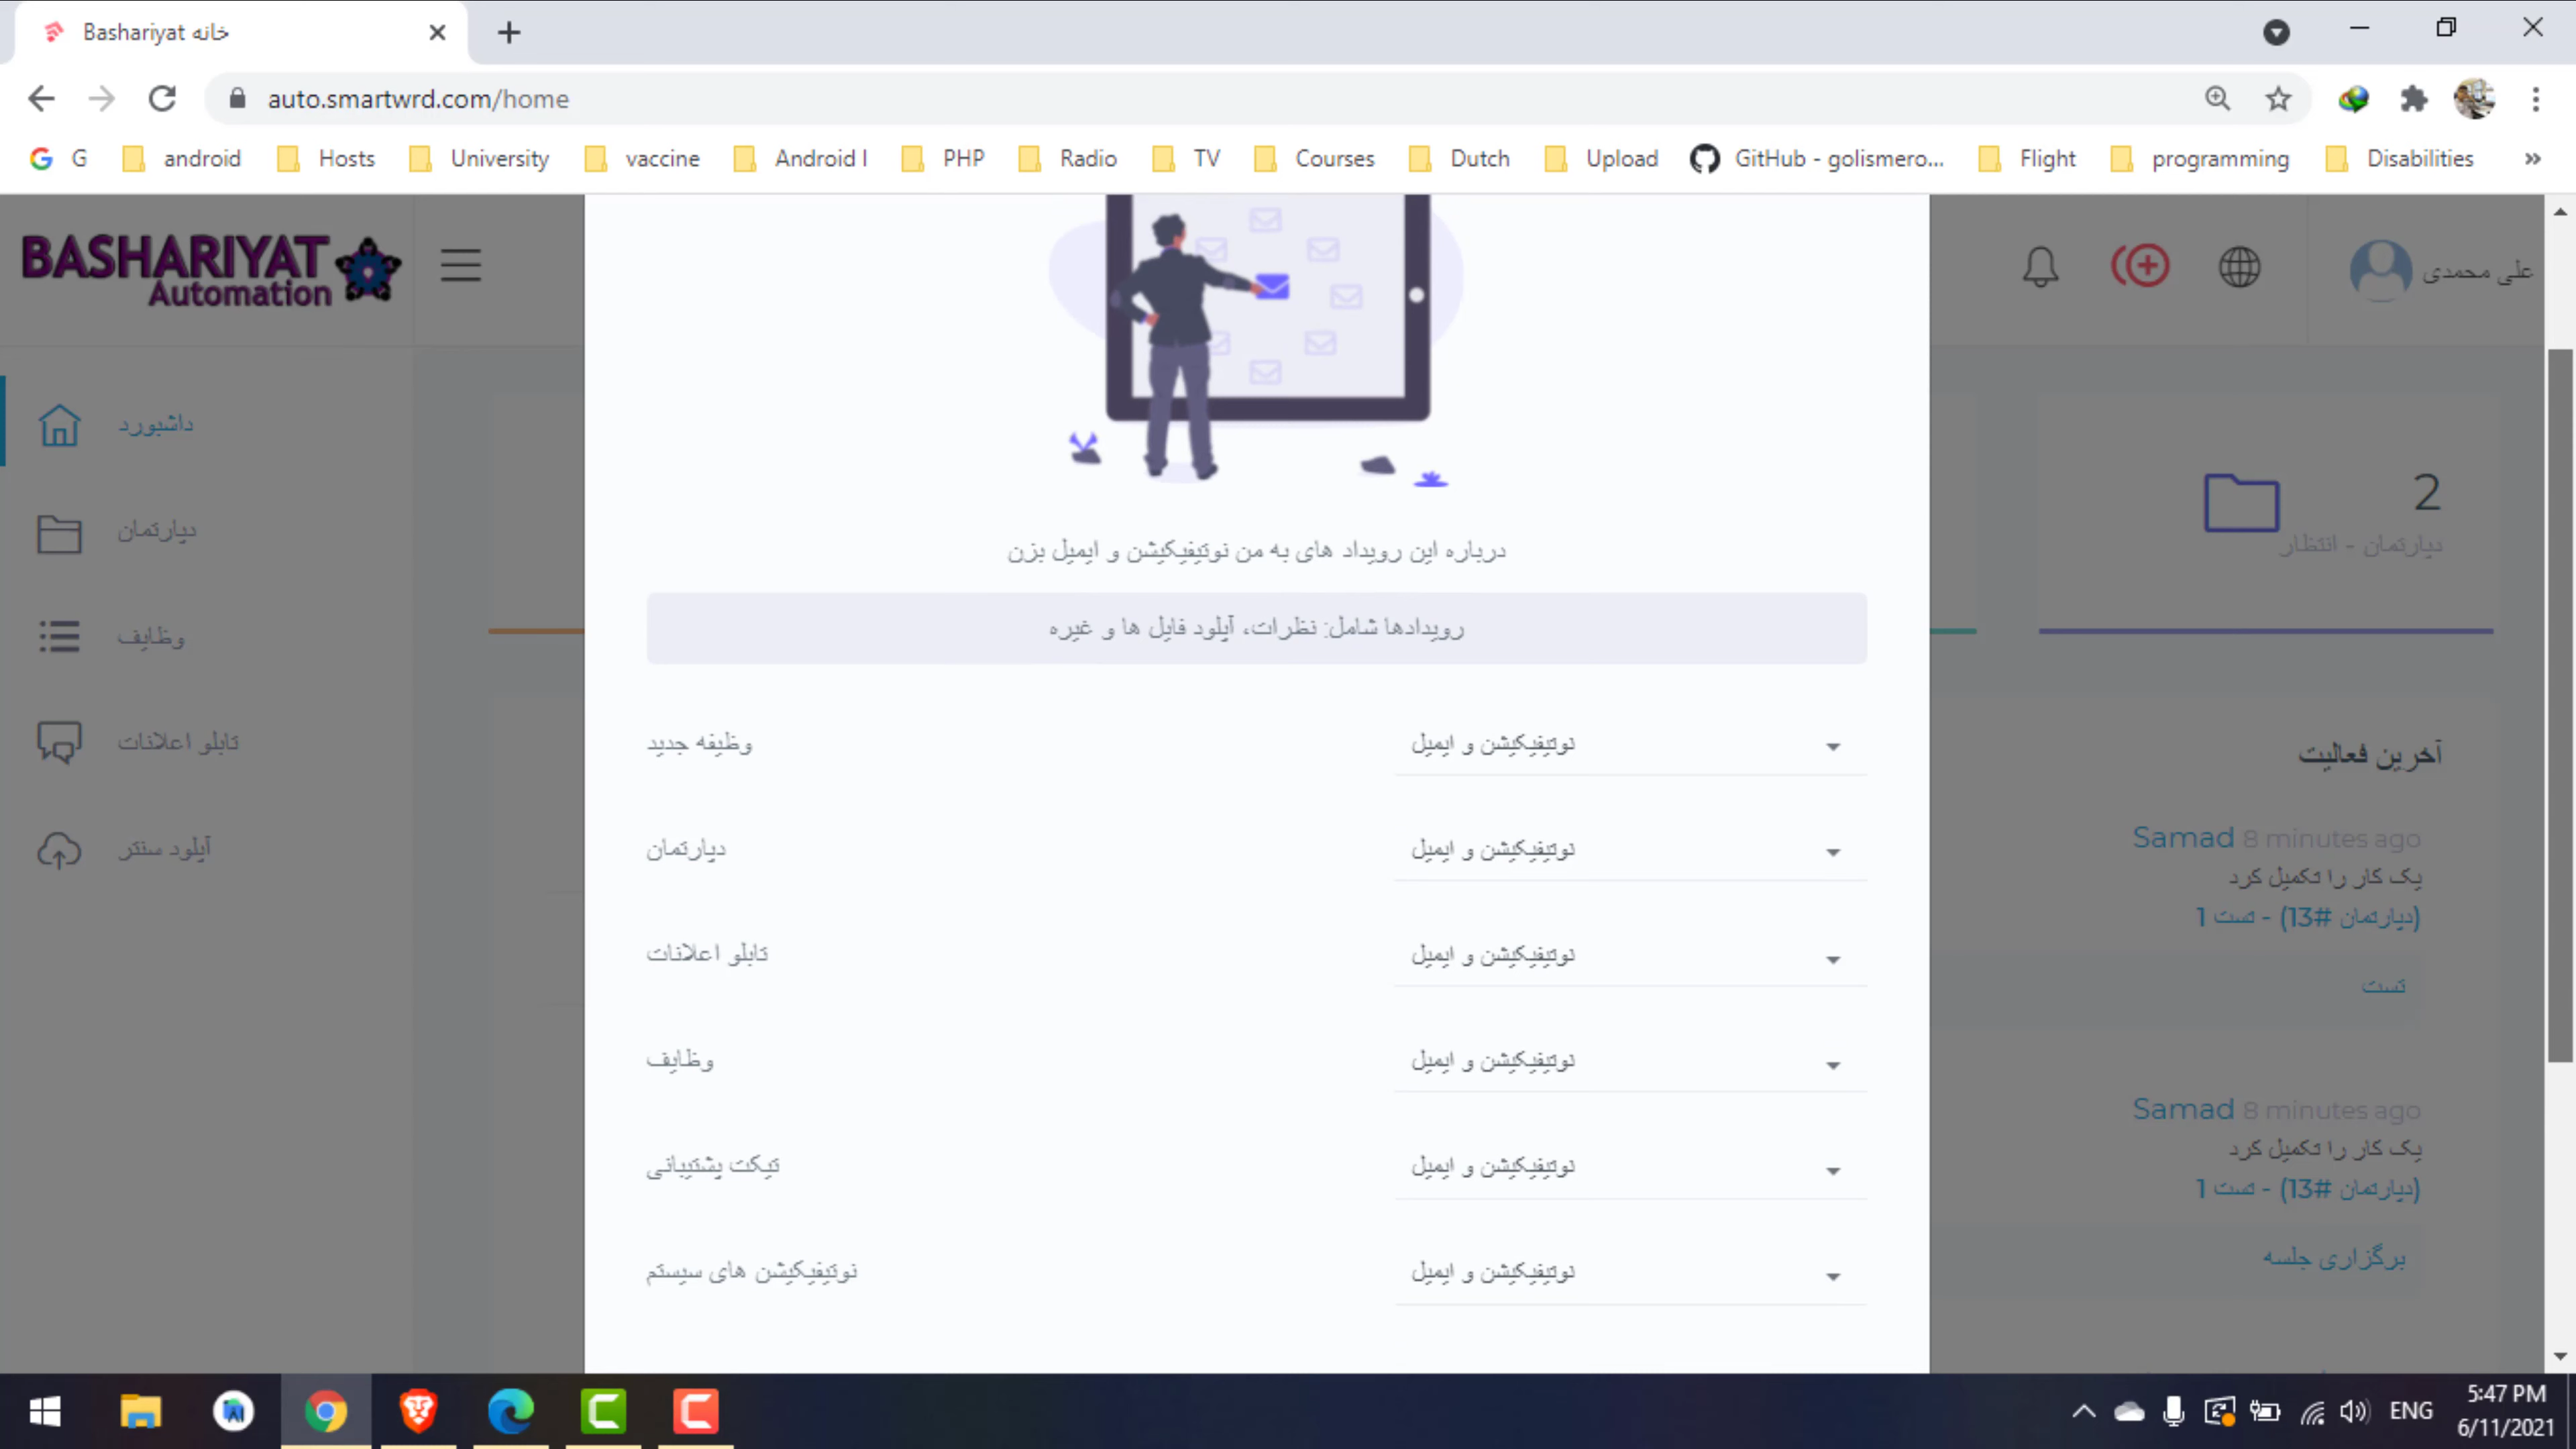 Bashariyat خانه
auto.smartwrd.com/home
G
android
Hosts
University
vaccine
Android I
PHP
Radio
TV
Courses
Dutch
Upload
GitHub - golismero...
Flight
programming
Disabilities
»
BASHARIYAT
Automation
علی محمدی
داشبورد
دپارتمان
وظایف
تابلو اعلانات
آپلود سنتر
درباره این رویداد های به من نوتیفیکیشن و ایمیل بزن
رویدادها شامل: نظرات، آپلود فایل ها و غیره
وظیفه جدید
نوتیفیکیشن و ایمیل
دپارتمان
نوتیفیکیشن و ایمیل
تابلو اعلانات
نوتیفیکیشن و ایمیل
وظایف
نوتیفیکیشن و ایمیل
تیکت پشتیبانی
نوتیفیکیشن و ایمیل
نوتیفیکیشن های سیستم
نوتیفیکیشن و ایمیل
2
دپارتمان - انتظار
آخرین فعالیت
Samad 8 minutes ago
یک کار را تکمیل کرد
(دپارتمان #13) - تست 1
تست
Samad 8 minutes ago
یک کار را تکمیل کرد
(دپارتمان #13) - تست 1
برگزاری جلسه
ENG
5:47 PM
6/11/2021